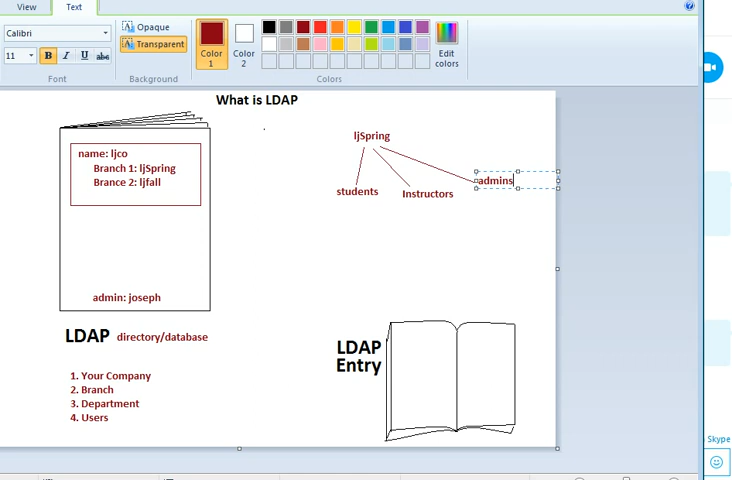 View
Text
Calibri
11
B
I
U
abc
Font
Opaque
Transparent
Background
Color 1
Color 2
Edit colors
Colors
What is LDAP
name: ljco
Branch 1: ljSpring
Brance 2: ljfall
admin: joseph
LDAP directory/database
1. Your Company
2. Branch
3. Department
4. Users
ljSpring
students
Instructors
admins
LDAP
Entry
Skype